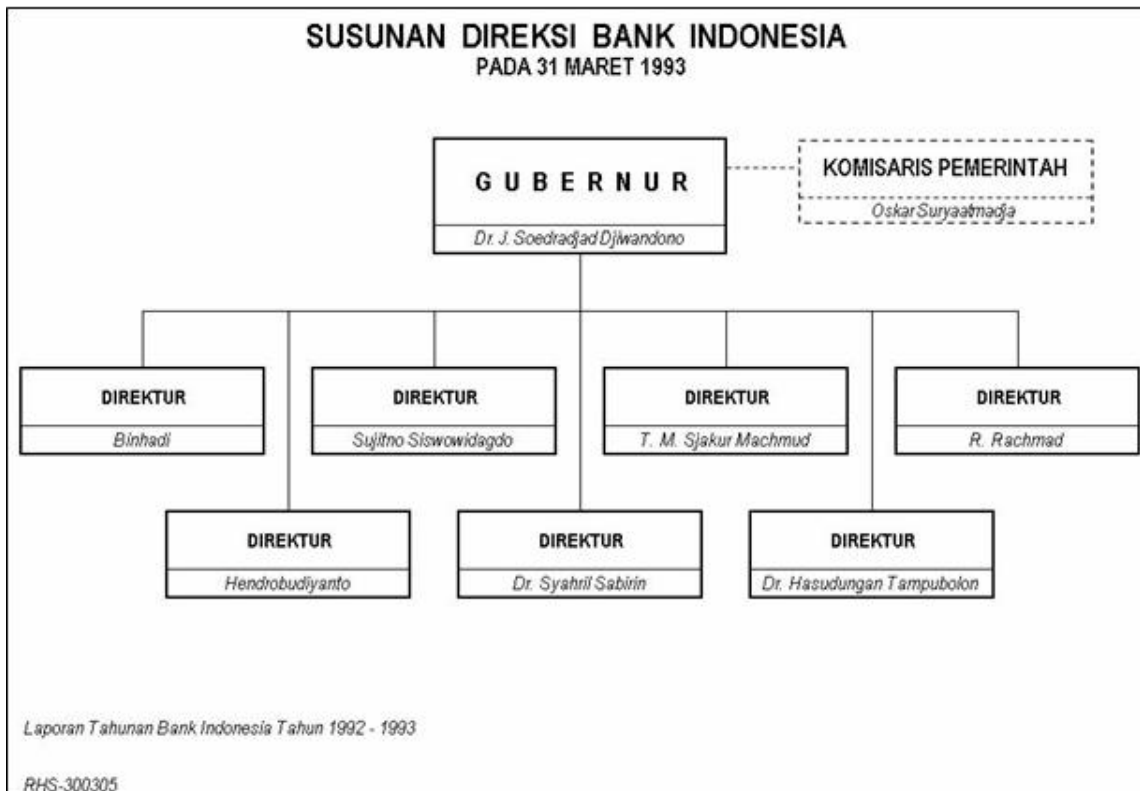 SUSUNAN DIREKSI BANK INDONESIA
PADA 31 MARET 1993
GUBERNUR
Dr. J. Soedradjad Djiwandono
KOMISARIS PEMERINTAH
Oskar Suryaatmadja
DIREKTUR
Binhadi
DIREKTUR
Sujitno Siswowidagdo
DIREKTUR
T. M. Sjakur Machmud
DIREKTUR
R. Rachmad
DIREKTUR
Hendrobudiyanto
DIREKTUR
Dr. Syahril Sabirin
DIREKTUR
Dr. Hasudungan Tampubolon
Laporan Tahunan Bank Indonesia Tahun 1992 - 1993
RHS-300305